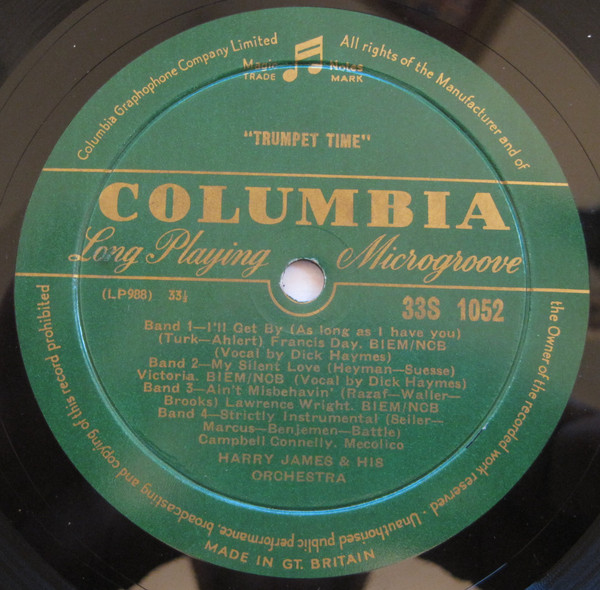 Columbia Graphophone Company Limited
All rights of the Manufacturer and of
the Owner of the recorded work reserved. Unauthorised public performance, broadcasting and copying of this record prohibited
Magic Notes
TRADE MARK
"TRUMPET TIME"
COLUMBIA
Long Playing Microgroove
(LP988) 33⅓
33S 1052
Band 1—I'll Get By (As long as I have you)
(Turk—Ahlert) Francis Day. BIEM/NCB
(Vocal by Dick Haymes)
Band 2—My Silent Love (Heyman—Suesse)
Victoria. BIEM/NCB (Vocal by Dick Haymes)
Band 3—Ain't Misbehavin' (Razaf—Waller—
Brooks) Lawrence Wright. BIEM/NCB
Band 4—Strictly Instrumental (Seiler—
Marcus—Benjemen—Battle)
Campbell Connelly. Mecolico
HARRY JAMES & HIS
ORCHESTRA
MADE IN GT. BRITAIN